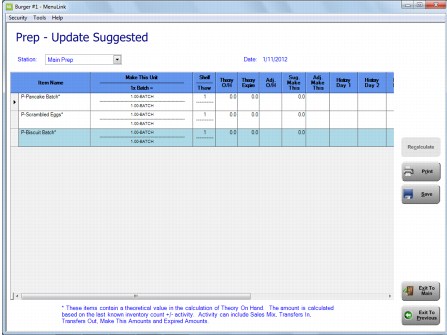 Burger #1 - MenuLink
Security Tools Help
Prep - Update Suggested
Station: Main Prep Date: 1/11/2012
Item Name Make This Unit 1x Batch = Shelf Thaw Theory O/H Theory Expire Adj. O/H Sug. Make This Adj. Make This History Day 1 History Day 2
P-Pancake Batch* 1.00-BATCH 1 0.0 0.0 0.0
1.00-BATCH
P-Scrambled Eggs* 1.00-BATCH 1 0.0 0.0 0.0
1.00-BATCH
P-Biscuit Batch* 1.00-BATCH 1 0.0 0.0 0.0
1.00-BATCH
Recalculate
Print
Save
Exit To Main
Exit To Previous
* These items contain a theoretical value in the calculation of Theory On Hand. The amount is calculated
based on the last known inventory count +/- activity. Activity can include Sales Mix, Transfers In,
Transfers Out, Make This Amounts and Expired Amounts.